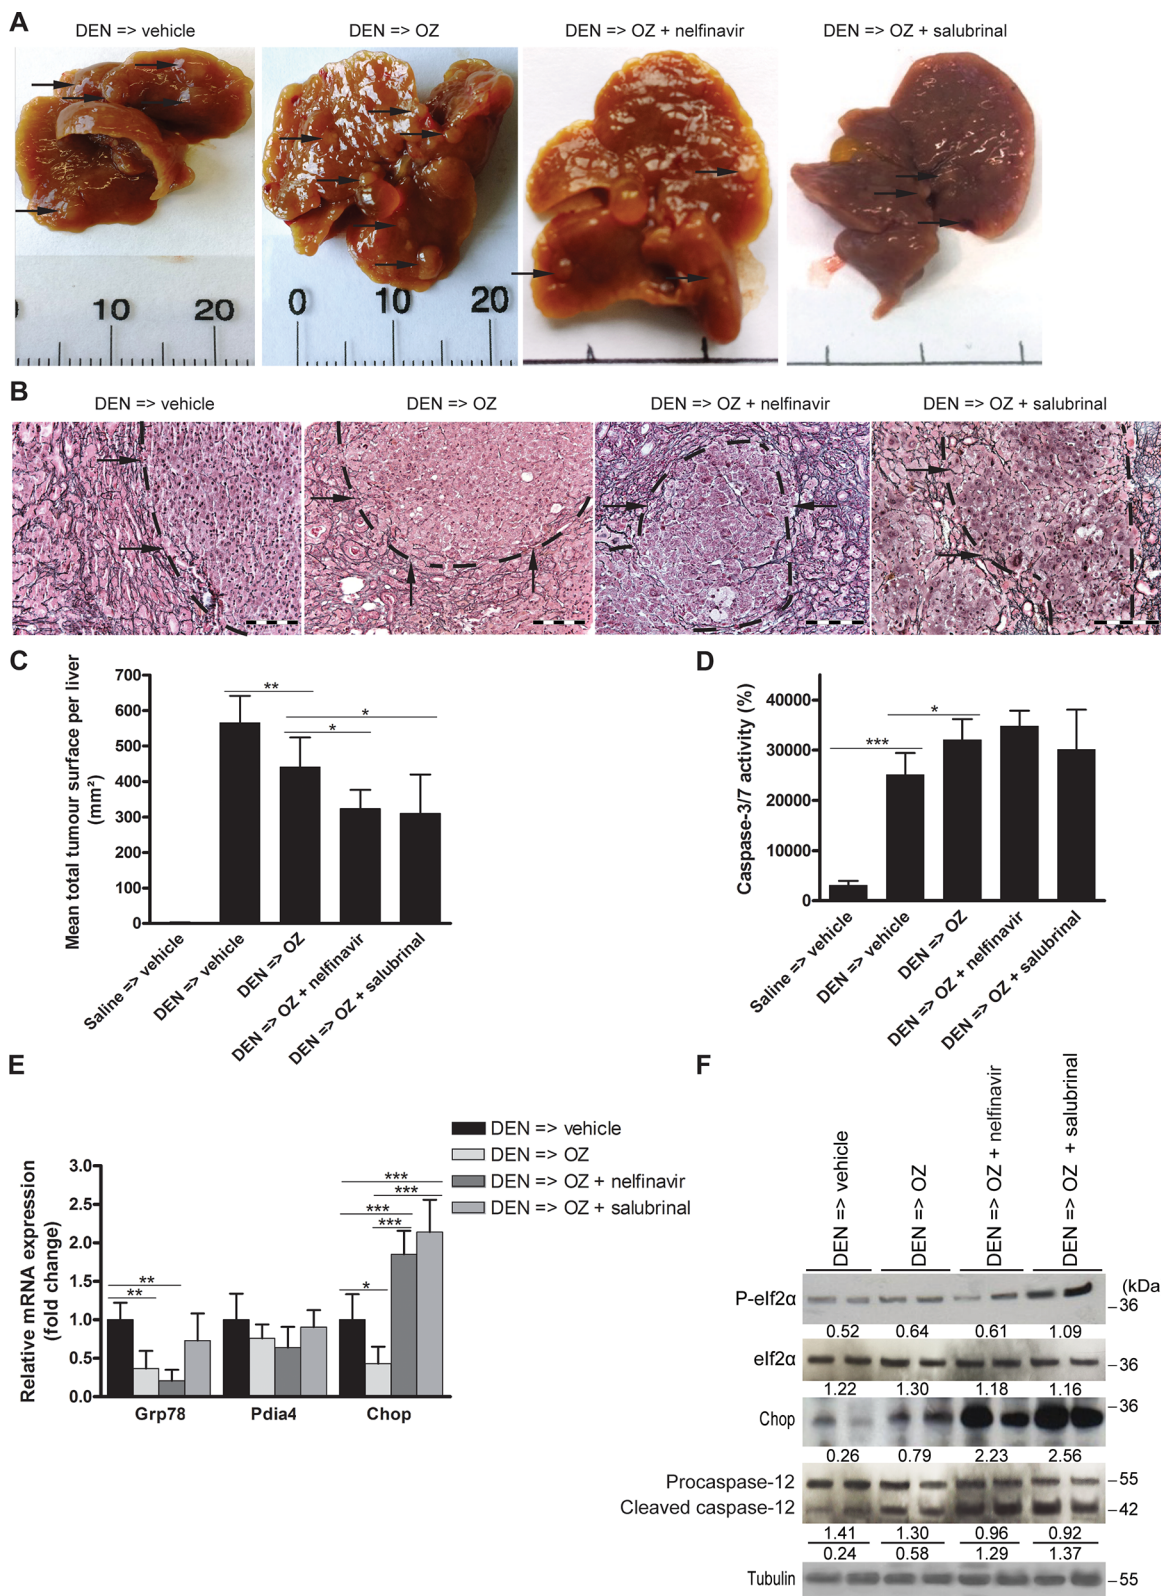 A
DEN => vehicle
DEN => OZ
DEN => OZ + nelfinavir
DEN => OZ + salubrinal
10
20
0
10
20
B
DEN => vehicle
DEN => OZ
DEN => OZ + nelfinavir
DEN => OZ + salubrinal
C
Mean total tumour surface per liver
(mm²)
700
600
500
400
300
200
100
0
**
*
*
Saline => vehicle
DEN => vehicle
DEN => OZ
DEN => OZ + nelfinavir
DEN => OZ + salubrinal
D
Caspase-3/7 activity (%)
40000
30000
20000
10000
0
***
*
Saline => vehicle
DEN => vehicle
DEN => OZ
DEN => OZ + nelfinavir
DEN => OZ + salubrinal
E
DEN => vehicle
DEN => OZ
DEN => OZ + nelfinavir
DEN => OZ + salubrinal
Relative mRNA expression
(fold change)
3.0
2.5
2.0
1.5
1.0
0.5
0.0
**
**
***
***
***
***
*
Grp78
Pdia4
Chop
F
DEN => vehicle
DEN => OZ
DEN => OZ + nelfinavir
DEN => OZ + salubrinal
(kDa
P-eIf2α
36
0.52 0.64 0.61 1.09
eIf2α
36
1.22 1.30 1.18 1.16
Chop
36
0.26 0.79 2.23 2.56
Procaspase-12
55
Cleaved caspase-12
42
1.41 1.30 0.96 0.92
0.24 0.58 1.29 1.37
Tubulin
55